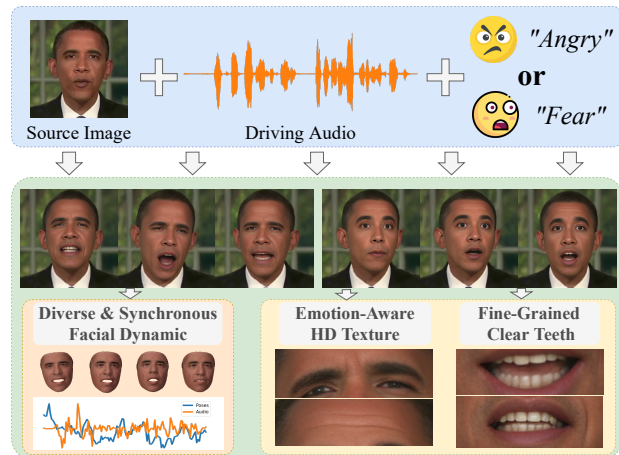 "Angry"
or
"Fear"
Source Image
Driving Audio
Diverse & Synchronous
Facial Dynamic
Emotion-Aware
HD Texture
Fine-Grained
Clear Teeth
Poses
Audio